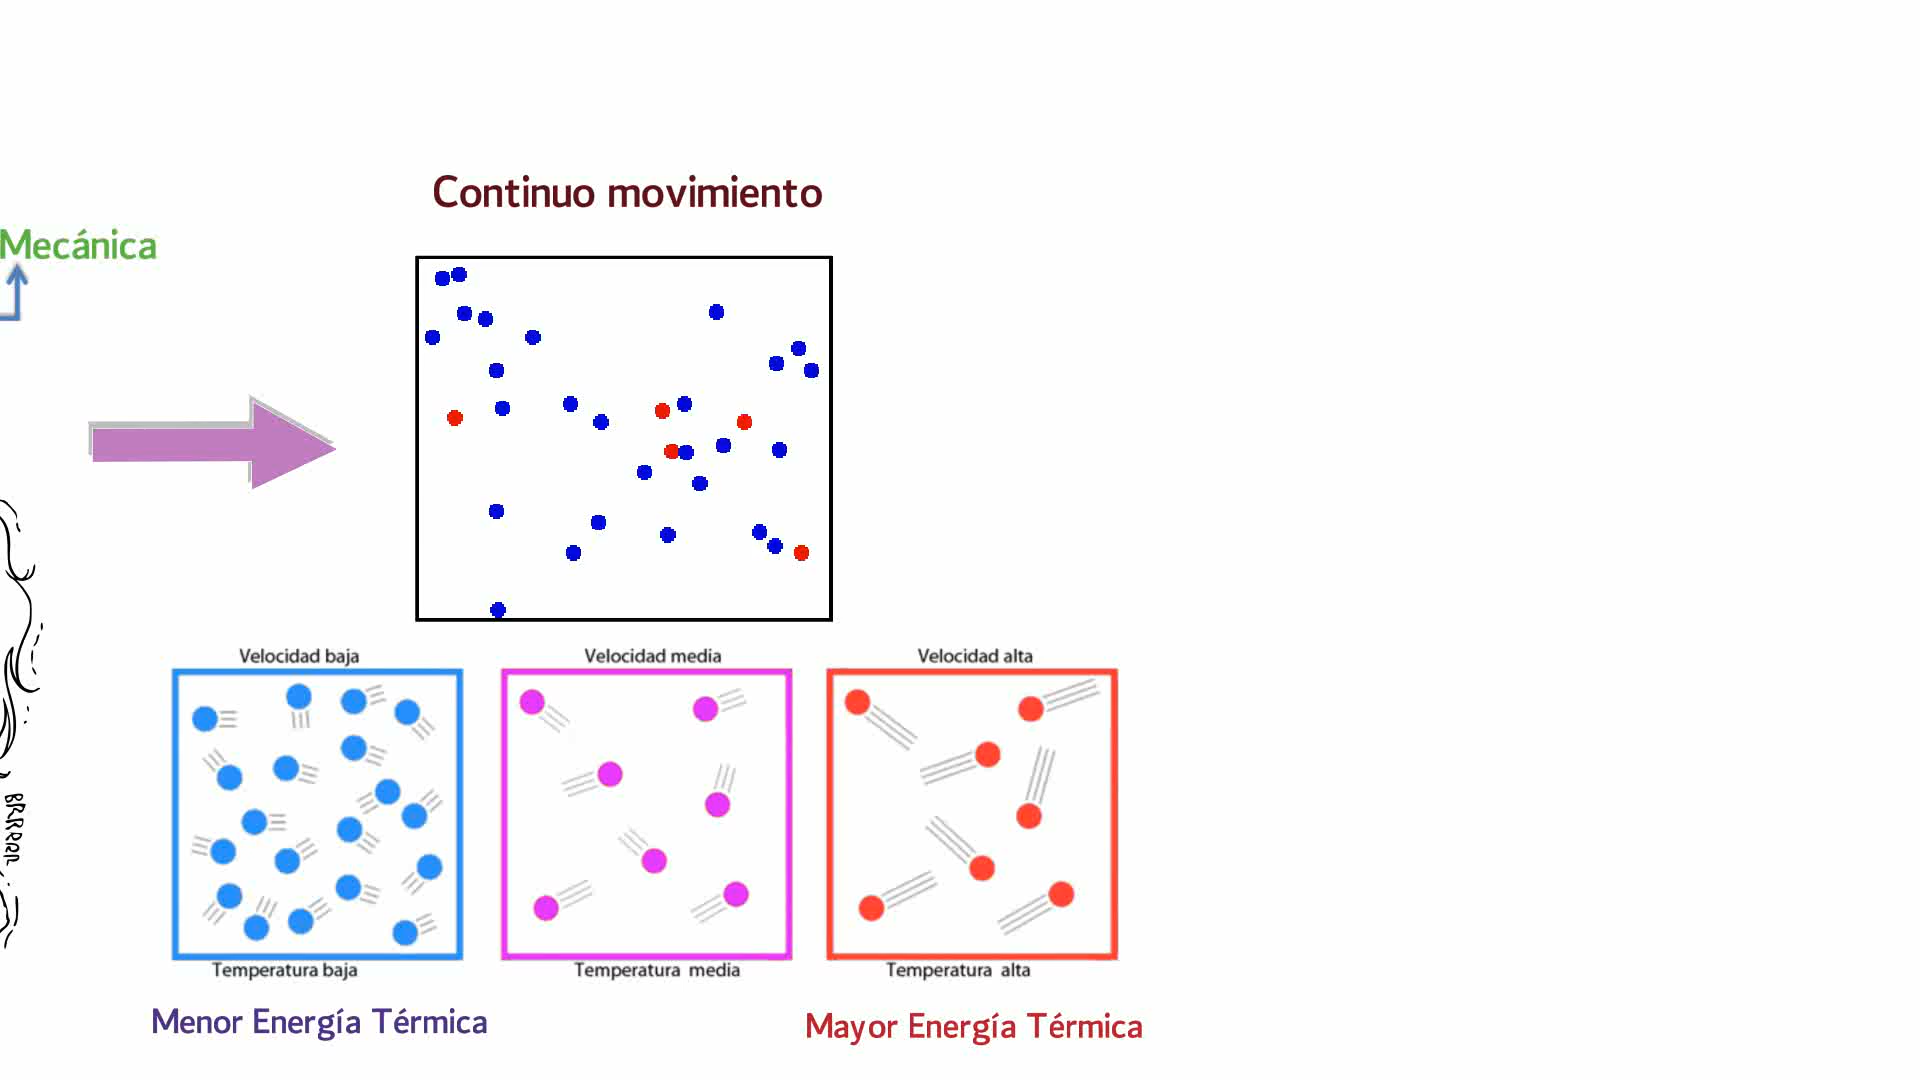 Continuo movimiento
Mecánica
Velocidad baja
Velocidad media
Velocidad alta
Temperatura baja
Temperatura media
Temperatura alta
Menor Energía Térmica
Mayor Energía Térmica